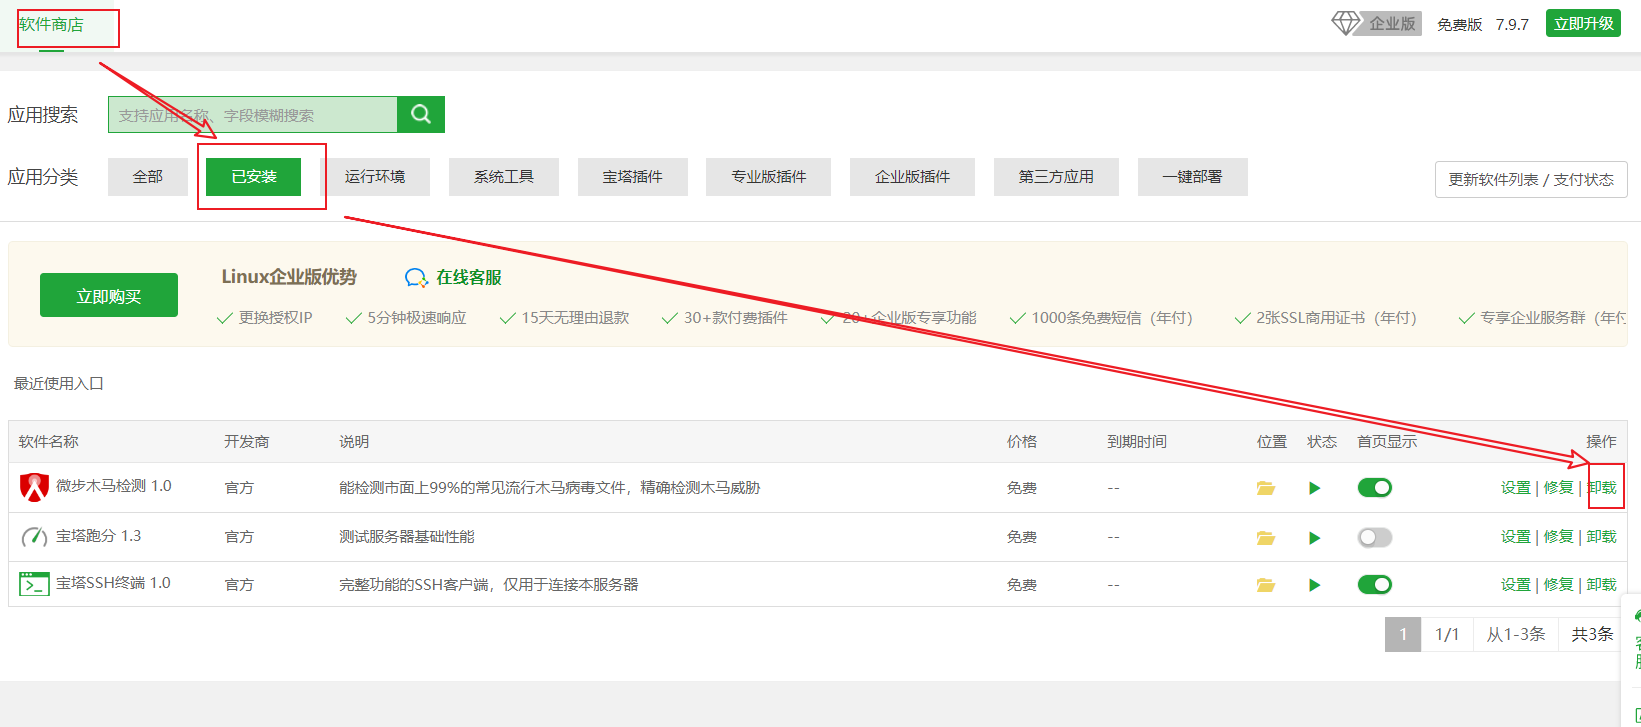 软件商店
企业版 免费版 7.9.7 立即升级
应用搜索 支持应用名称、字段模糊搜索
应用分类 全部 已安装 运行环境 系统工具 宝塔插件 专业版插件 企业版插件 第三方应用 一键部署 更新软件列表 / 支付状态
立即购买 Linux企业版优势 在线客服
更换授权IP 5分钟极速响应 15天无理由退款 30+款付费插件 20+企业版专享功能 1000条免费短信（年付） 2张SSL商用证书（年付） 专享企业服务群（年付
最近使用入口
软件名称 开发商 说明 价格 到期时间 位置 状态 首页显示 操作
微步木马检测 1.0 官方 能检测市面上99%的常见流行木马病毒文件，精确检测木马威胁 免费 -- 设置 | 修复 | 卸载
宝塔跑分 1.3 官方 测试服务器基础性能 免费 -- 设置 | 修复 | 卸载
宝塔SSH终端 1.0 官方 完整功能的SSH客户端，仅用于连接本服务器 免费 -- 设置 | 修复 | 卸载
1 1/1 从1-3条 共3条